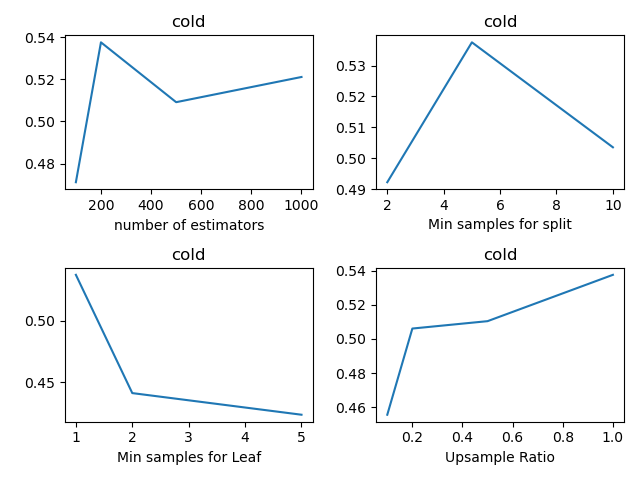 cold
0.54
0.52
0.50
0.48
200 400 600 800 1000
number of estimators
cold
0.53
0.52
0.51
0.50
0.49
2 4 6 8 10
Min samples for split
cold
0.50
0.45
1 2 3 4 5
Min samples for Leaf
cold
0.54
0.52
0.50
0.48
0.46
0.2 0.4 0.6 0.8 1.0
Upsample Ratio